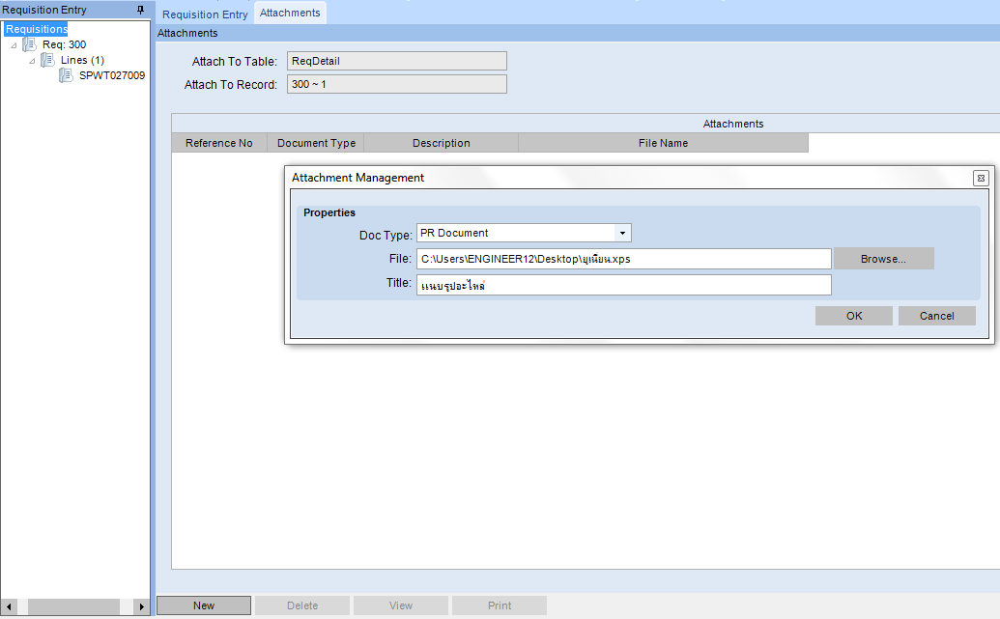 Requisition Entry
Requisitions
Req: 300
Lines (1)
SPWT027009
Requisition Entry
Attachments
Attachments
Attach To Table: ReqDetail
Attach To Record: 300 ~ 1
Attachments
Reference No Document Type Description File Name
Attachment Management
Properties
Doc Type: PR Document
File: C:\Users\ENGINEER12\Desktop\ยูเนี่ยน.xps Browse...
Title: แนบรูปอะไหล่
OK Cancel
New Delete View Print